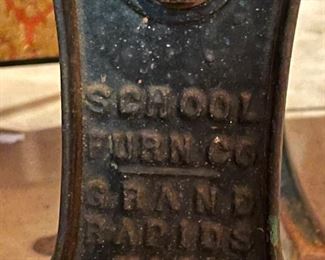 SCHOOL
FURN. CO
GRAND
RAPIDS